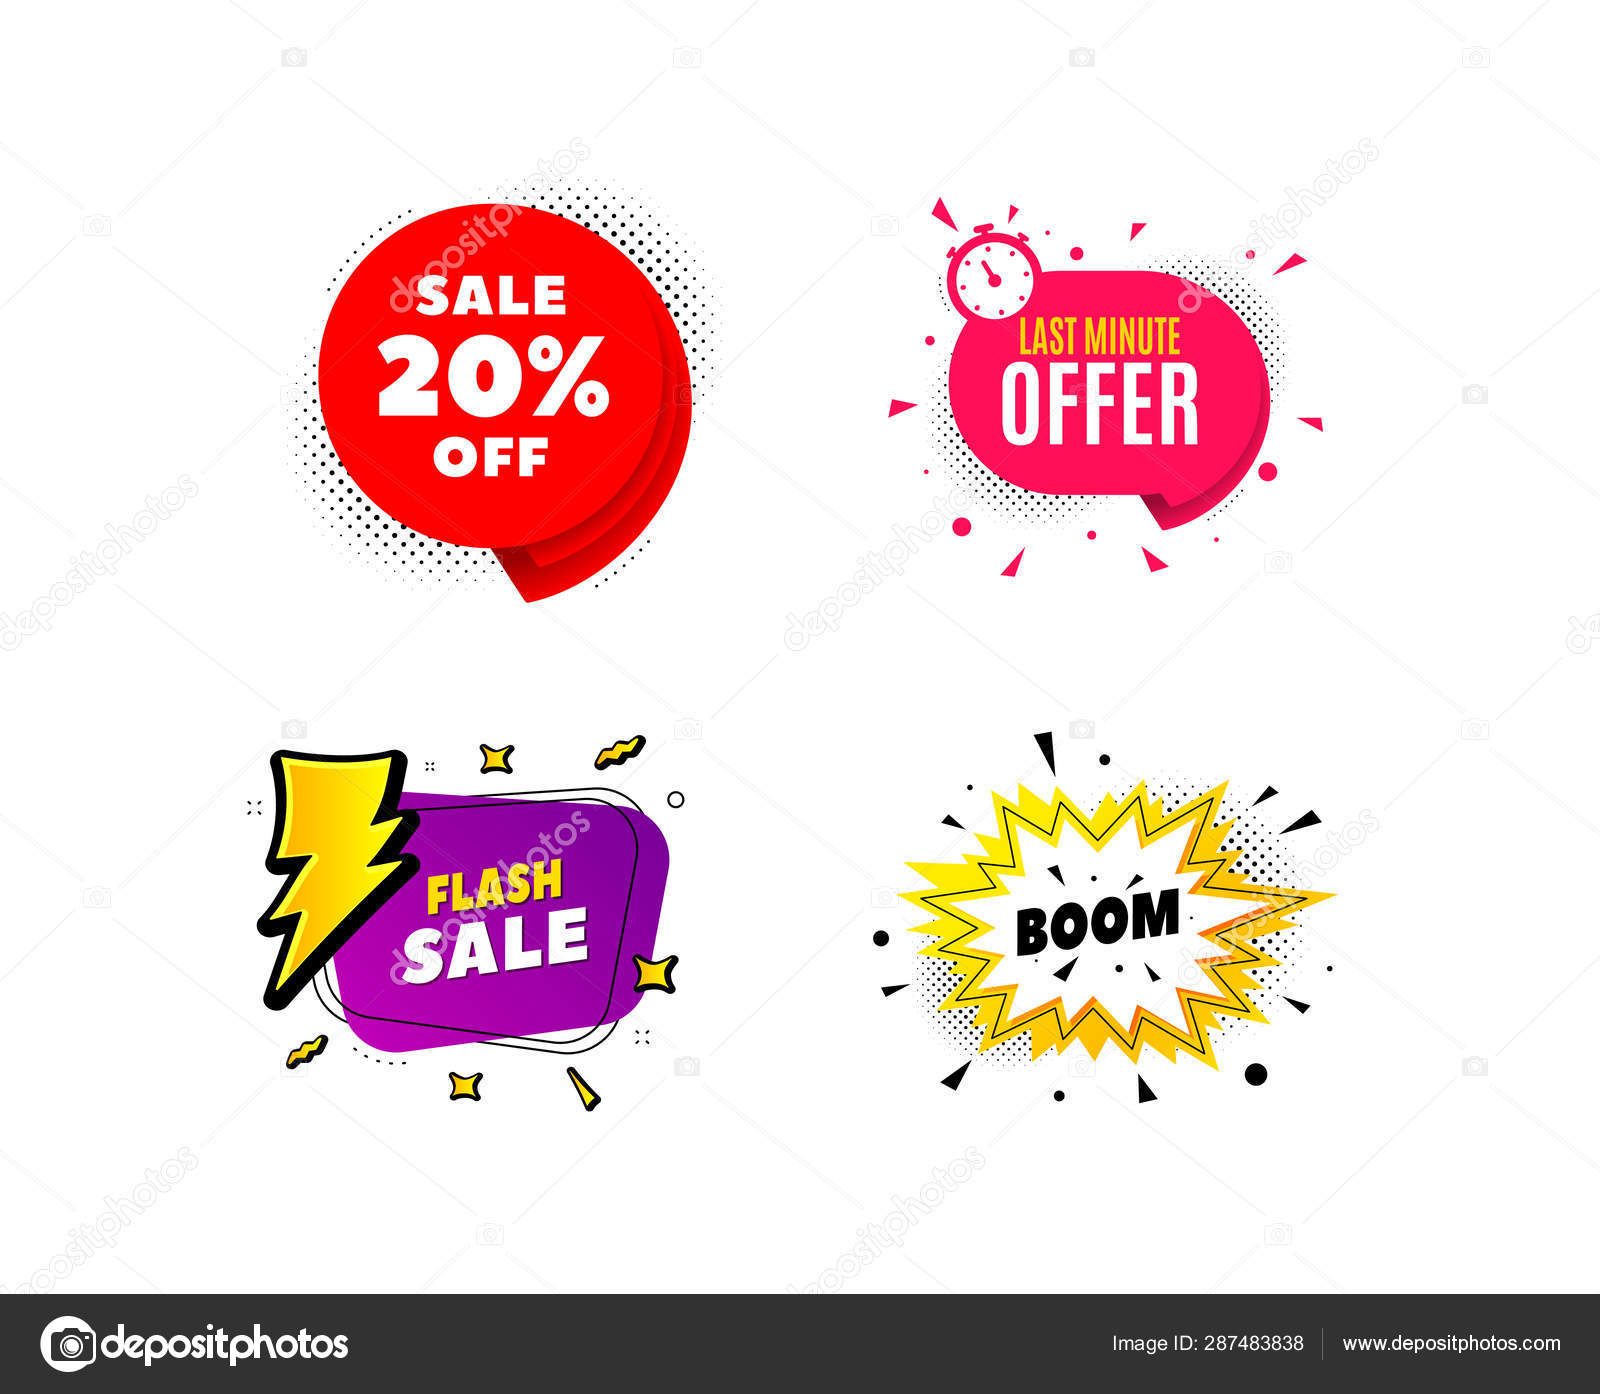 SALE
20%
OFF
LAST MINUTE
OFFER
FLASH
SALE
BOOM
depositphotos
Image ID: 287483838
www.depositphotos.com